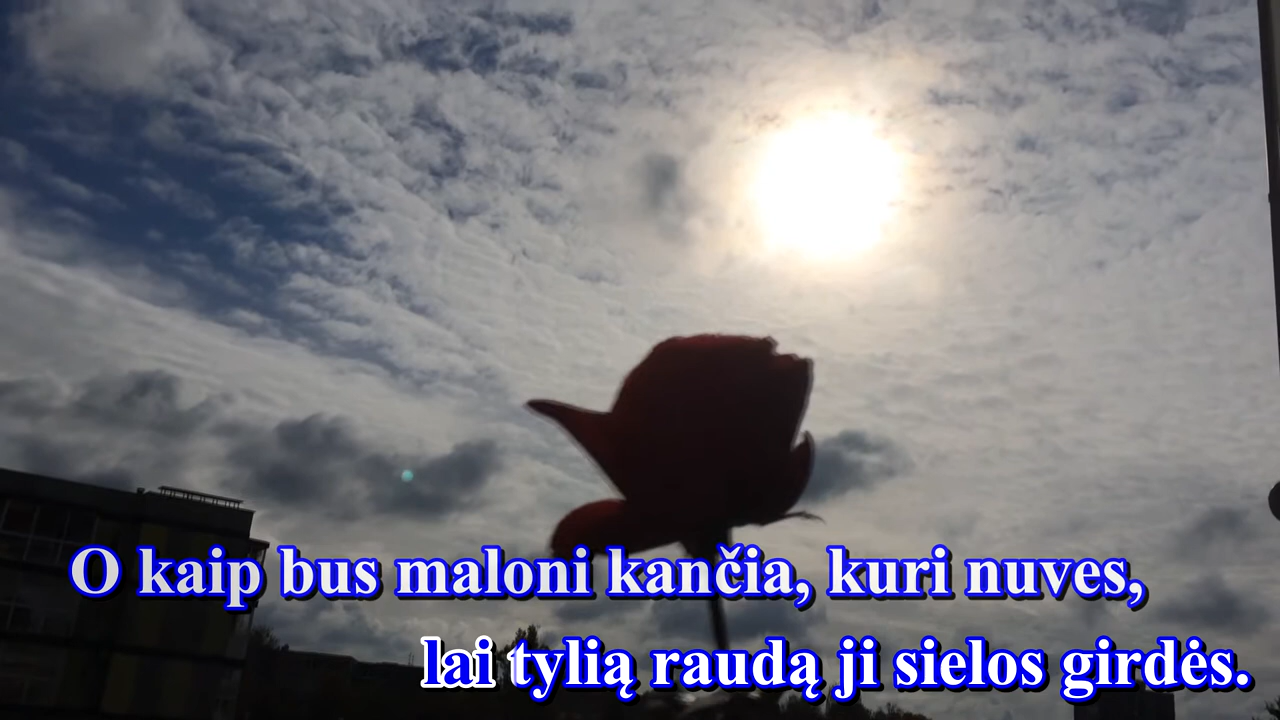 O kaip bus maloni kančia, kuri nuves,
lai tylią raudą ji sielos girdės.